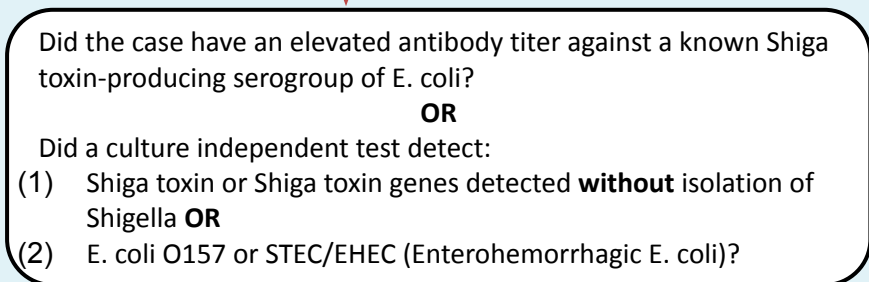 Did the case have an elevated antibody titer against a known Shiga
toxin-producing serogroup of E. coli?
OR
Did a culture independent test detect:
(1) Shiga toxin or Shiga toxin genes detected without isolation of
Shigella OR
(2) E. coli O157 or STEC/EHEC (Enterohemorrhagic E. coli)?